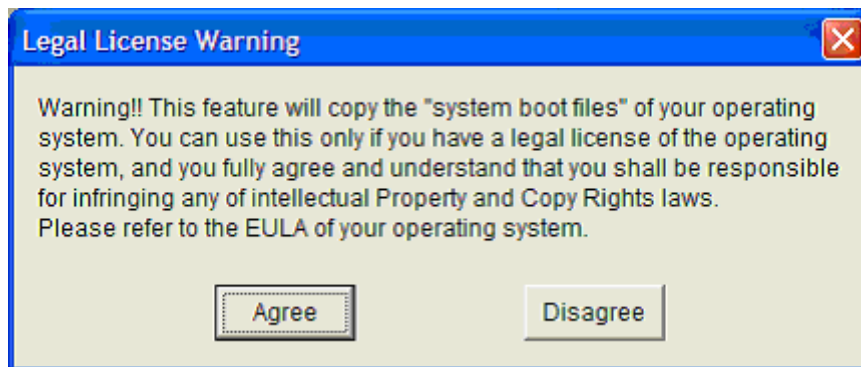 Legal License Warning
Warning!! This feature will copy the "system boot files" of your operating
system. You can use this only if you have a legal license of the operating
system, and you fully agree and understand that you shall be responsible
for infringing any of intellectual Property and Copy Rights laws.
Please refer to the EULA of your operating system.
Agree
Disagree